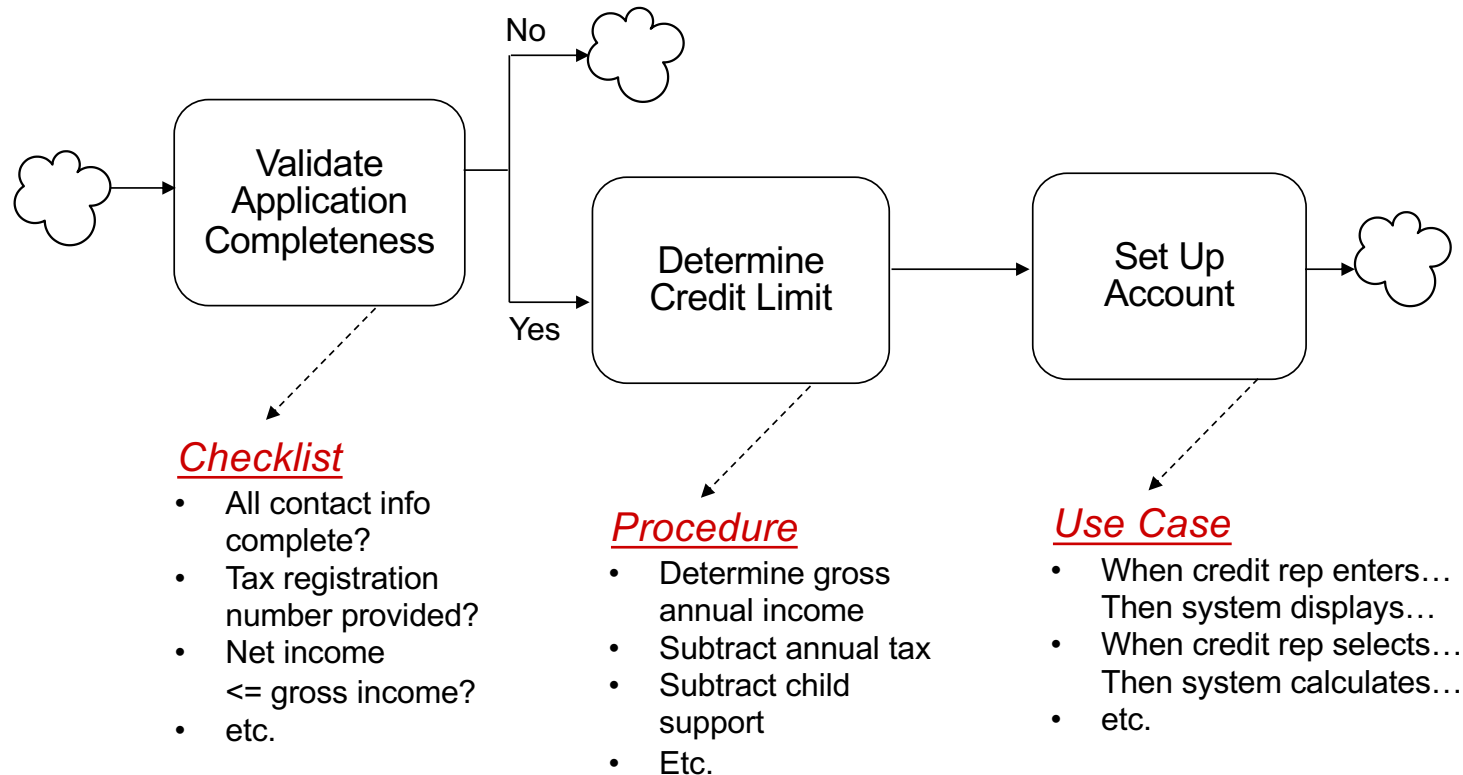 No
Validate
Application
Completeness
Yes
Determine
Credit Limit
Set Up
Account
Checklist
• All contact info
complete?
• Tax registration
number provided?
• Net income
<= gross income?
• etc.
Procedure
• Determine gross
annual income
• Subtract annual tax
• Subtract child
support
• Etc.
Use Case
• When credit rep enters…
Then system displays…
• When credit rep selects…
Then system calculates…
• etc.